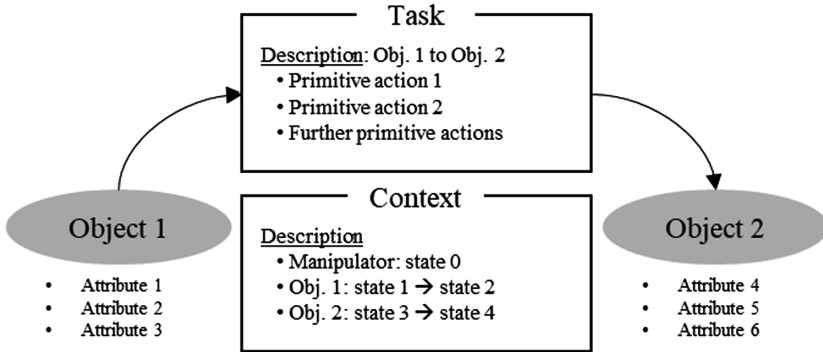 Task
Description: Obj. 1 to Obj. 2
• Primitive action 1
• Primitive action 2
• Further primitive actions
Object 1
• Attribute 1
• Attribute 2
• Attribute 3
Context
Description
• Manipulator: state 0
• Obj. 1: state 1 → state 2
• Obj. 2: state 3 → state 4
Object 2
• Attribute 4
• Attribute 5
• Attribute 6